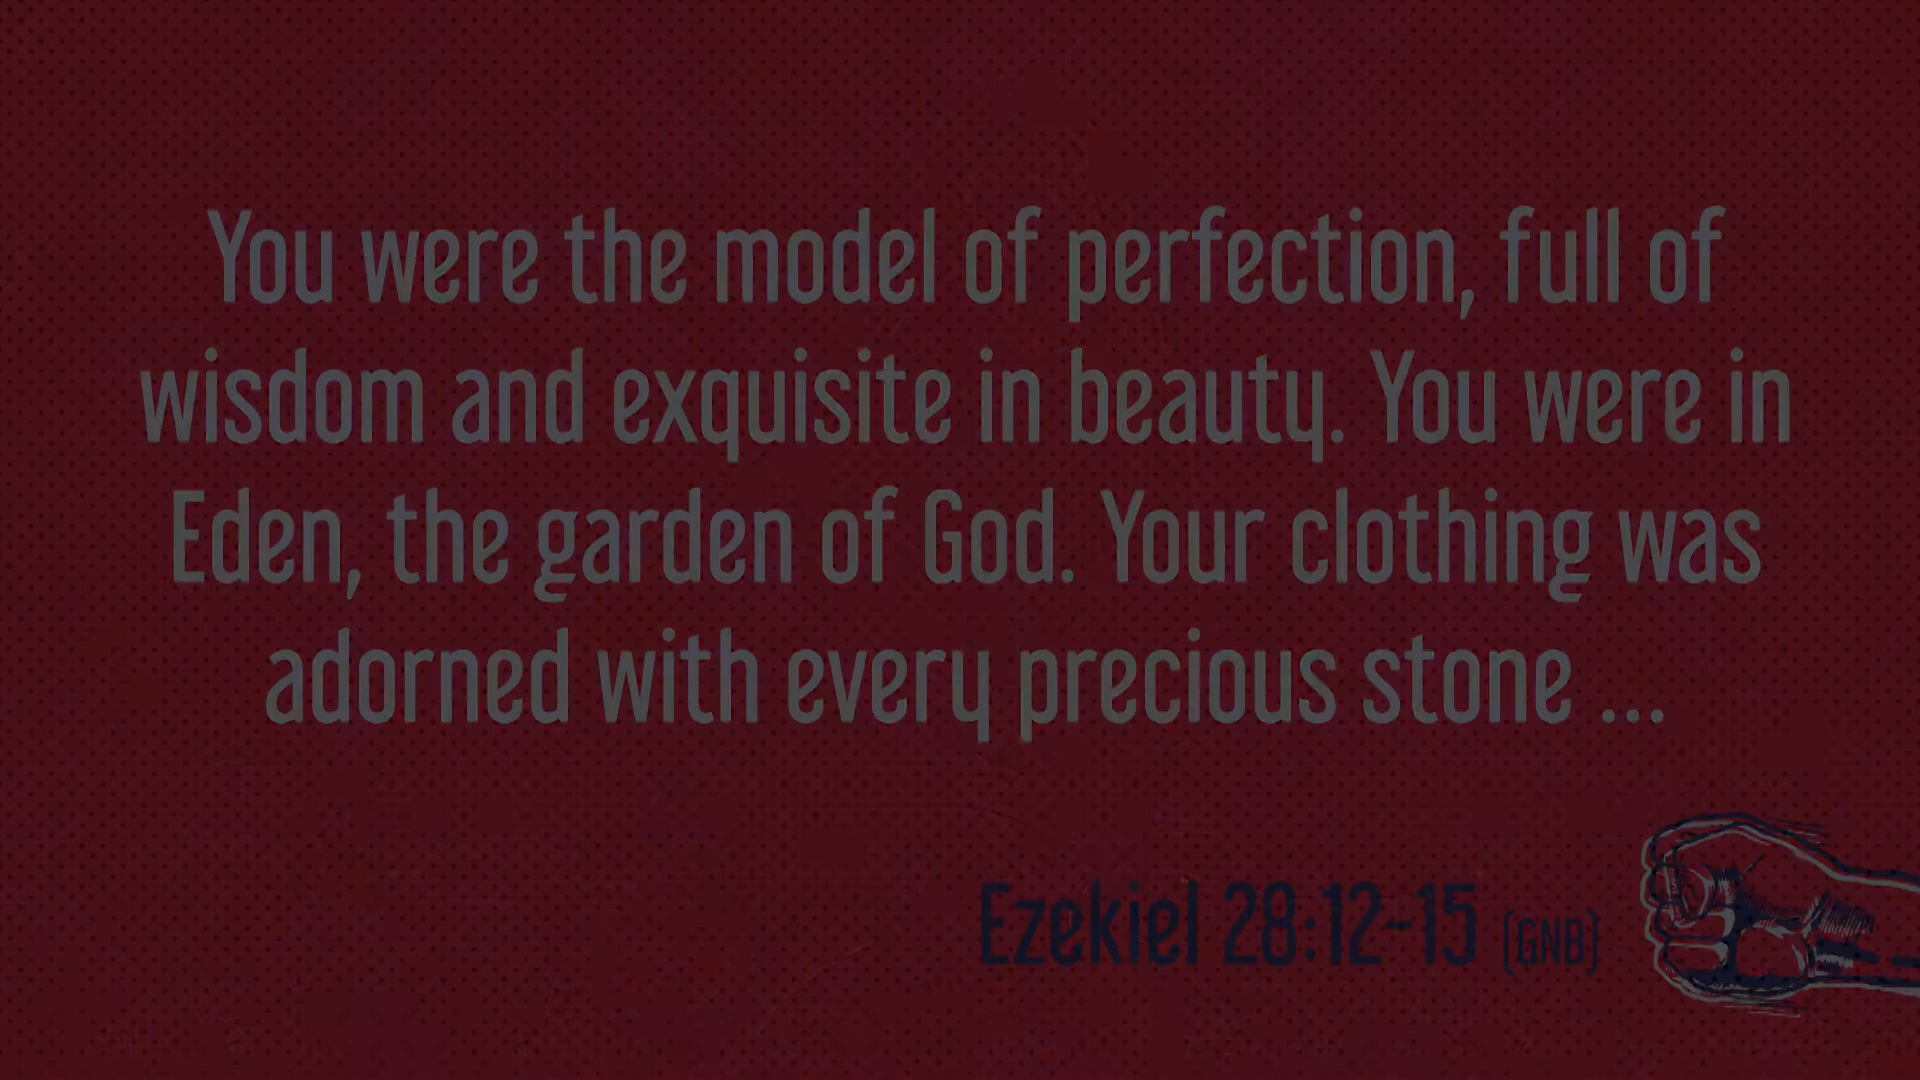 You were the model of perfection, full of
wisdom and exquisite in beauty. You were in
Eden, the garden of God. Your clothing was
adorned with every precious stone ...
Ezekiel 28:12-15 (GNB)